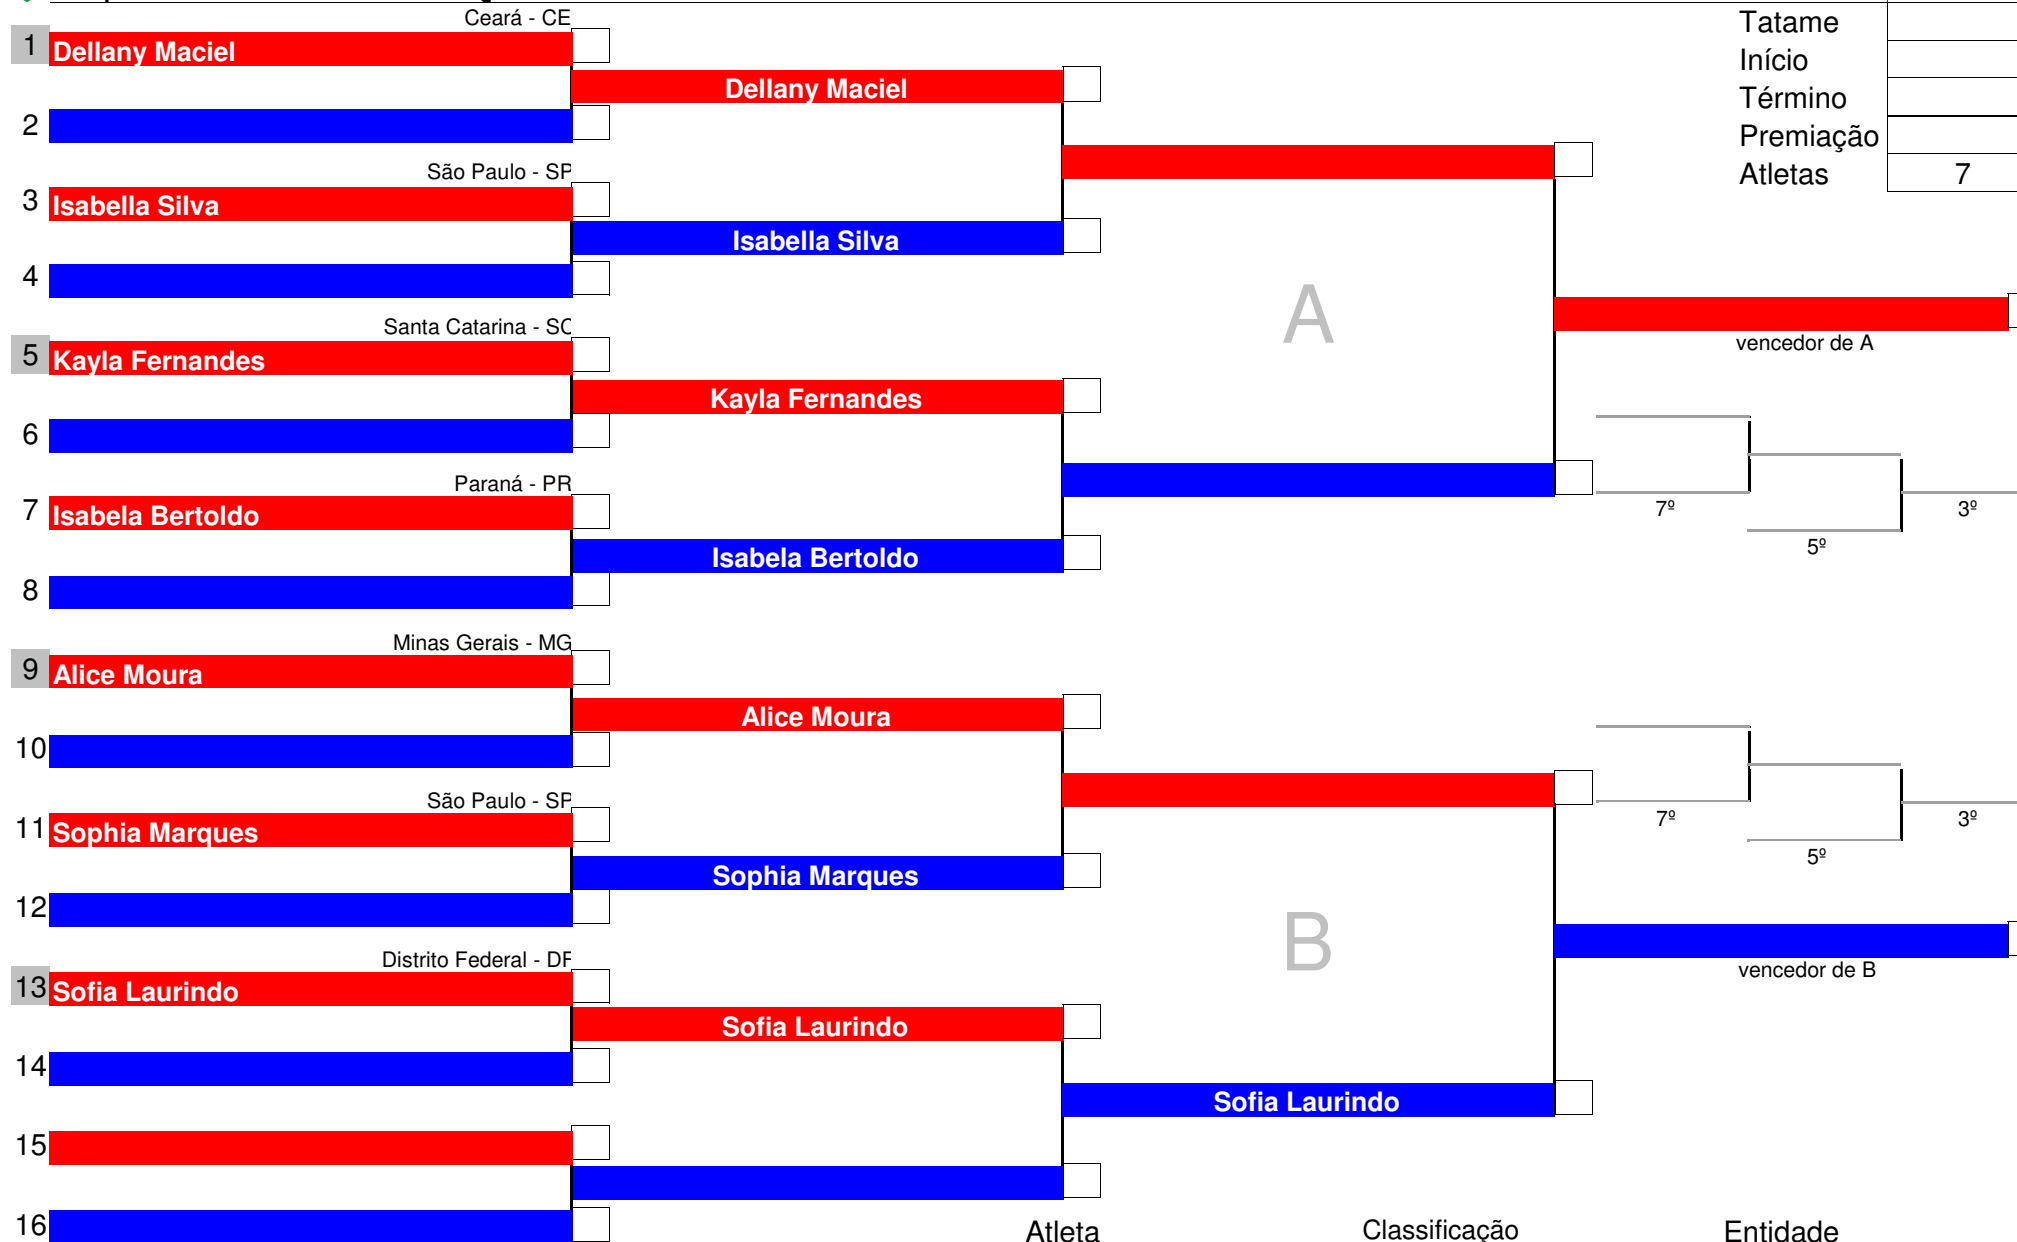 Ceará - CE
Tatame
1 Dellany Maciel
Início
Dellany Maciel
Término
2
Premiação
São Paulo - SP
Atletas 7
3 Isabella Silva
Isabella Silva
4
A
Santa Catarina - SC
vencedor de A
5 Kayla Fernandes
Kayla Fernandes
6
Paraná - PR
7º 3º
7 Isabela Bertoldo
5º
Isabela Bertoldo
8
Minas Gerais - MG
9 Alice Moura
Alice Moura
10
São Paulo - SP
7º 3º
11 Sophia Marques
5º
Sophia Marques
12
B
Distrito Federal - DF
vencedor de B
13 Sofia Laurindo
Sofia Laurindo
14
Sofia Laurindo
15
16
Atleta Classificação Entidade